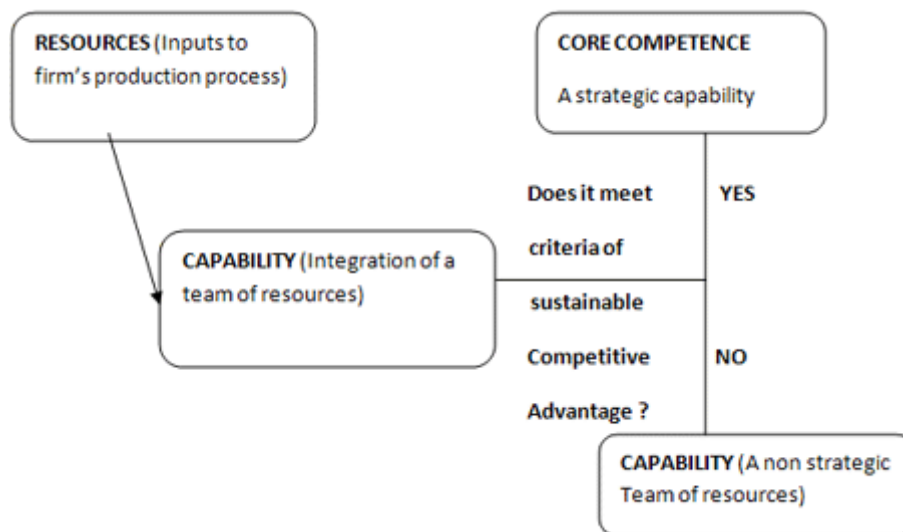 RESOURCES (Inputs to
firm's production process)
CORE COMPETENCE
A strategic capability
CAPABILITY (Integration of a
team of resources)
Does it meet
criteria of
sustainable
Competitive
Advantage ?
YES
NO
CAPABILITY (A non strategic
Team of resources)